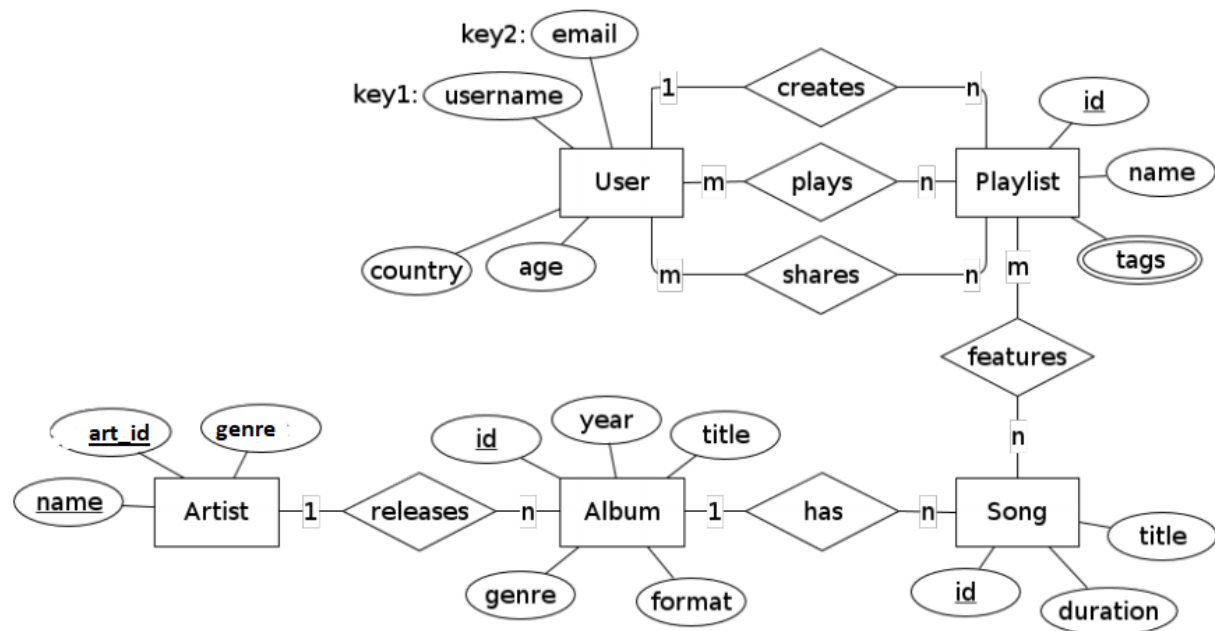 key2: email
key1: username
1 creates n
id
User m plays n Playlist
name
country age
m shares n
tags
m
features
art_id genre
id year title
n
name Artist 1 releases n Album 1 has n Song
title
genre format
id duration